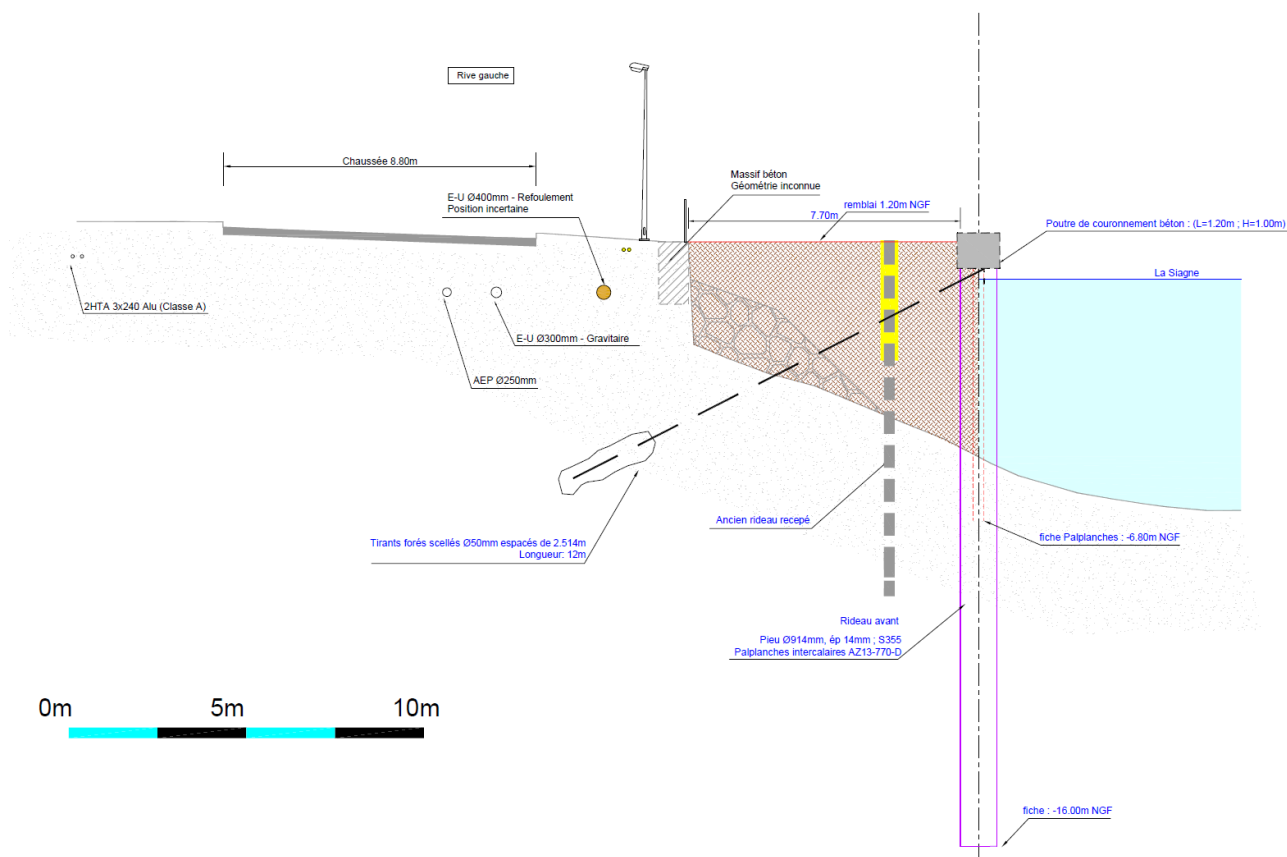 Rive gauche
Chaussée 8.80m
Massif béton
Géométrie inconnue
E-U Ø400mm - Refoulement
Position incertaine
remblai 1.20m NGF
7.70m
Poutre de couronnement béton : (L=1.20m ; H=1.00m)
La Siagne
2HTA 3x240 Alu (Classe A)
E-U Ø300mm - Gravitaire
AEP Ø250mm
Ancien rideau recepé
Tirants forés scellés Ø50mm espacés de 2.514m
Longueur: 12m
fiche Palplanches : -6.80m NGF
Rideau avant
Pieu Ø914mm, ép 14mm ; S355
Palplanches intercalaires AZ13-770-D
0m
5m
10m
fiche : -16.00m NGF